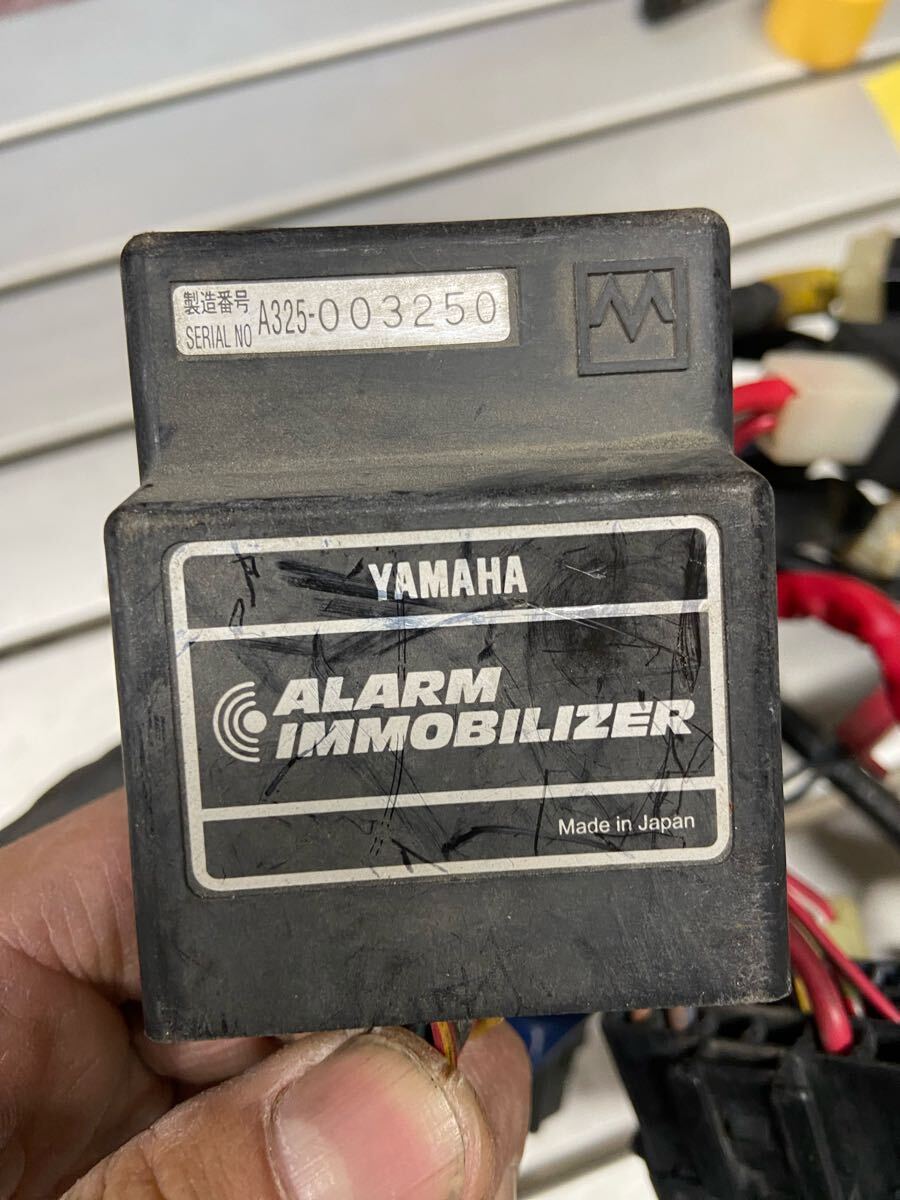 製造番号
SERIAL NO A325-003250
YAMAHA
ALARM
IMMOBILIZER
Made in Japan